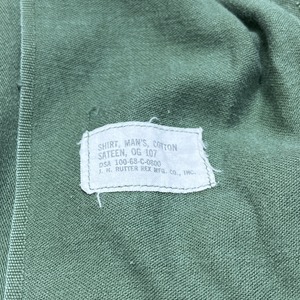 SHIRT, MAN'S, COTTON
SATEEN, OG 107
DSA 100-68-C-0800
J. H. RUTTER REX MFG. CO., INC.